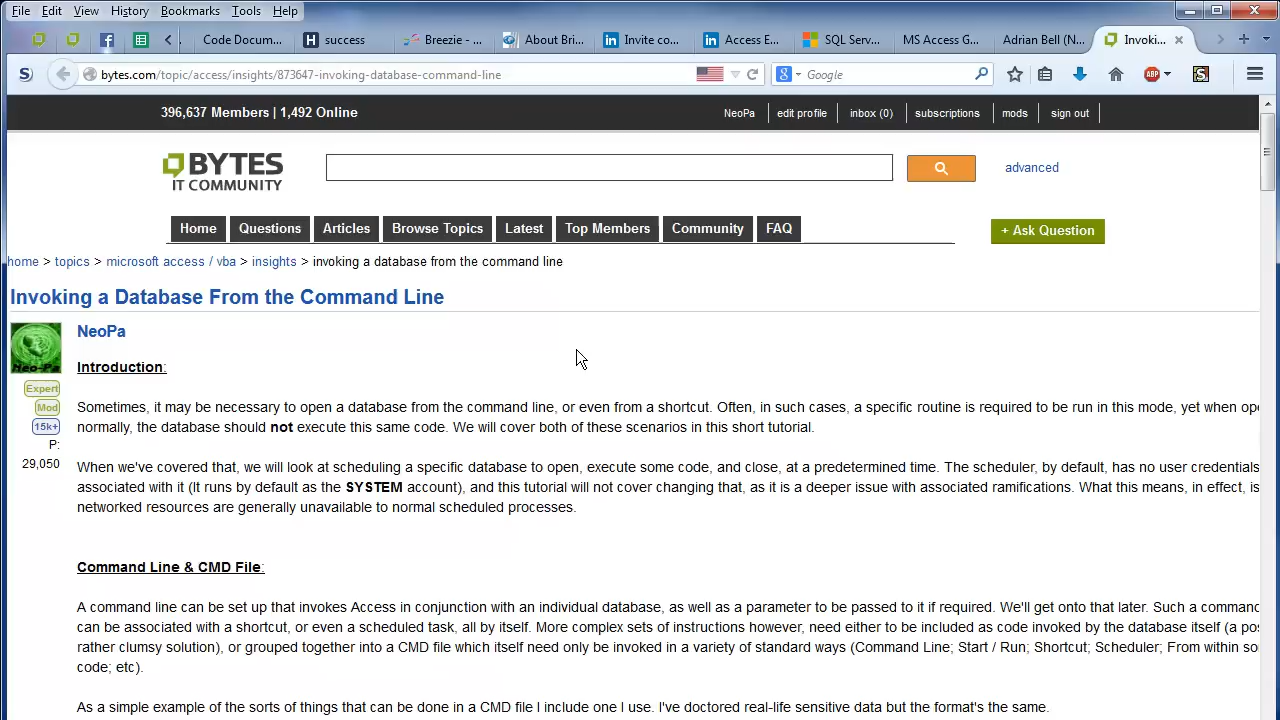 File Edit View History Bookmarks Tools Help
Code Docum... success Breezie - ... About Bri... Invite co... Access E... SQL Serv... MS Access G... Adrian Bell (N... Invoki...
bytes.com/topic/access/insights/873647-invoking-database-command-line Google ABP
396,637 Members | 1,492 Online NeoPa edit profile inbox (0) subscriptions mods sign out
BYTES
IT COMMUNITY
advanced
Home Questions Articles Browse Topics Latest Top Members Community FAQ + Ask Question
home > topics > microsoft access / vba > insights > invoking a database from the command line
Invoking a Database From the Command Line
NeoPa
Neo-Pa
Expert
Mod
15k+
P:
29,050
Introduction:
Sometimes, it may be necessary to open a database from the command line, or even from a shortcut. Often, in such cases, a specific routine is required to be run in this mode, yet when ope
normally, the database should not execute this same code. We will cover both of these scenarios in this short tutorial.
When we've covered that, we will look at scheduling a specific database to open, execute some code, and close, at a predetermined time. The scheduler, by default, has no user credentials
associated with it (It runs by default as the SYSTEM account), and this tutorial will not cover changing that, as it is a deeper issue with associated ramifications. What this means, in effect, is
networked resources are generally unavailable to normal scheduled processes.
Command Line & CMD File:
A command line can be set up that invokes Access in conjunction with an individual database, as well as a parameter to be passed to it if required. We'll get onto that later. Such a command
can be associated with a shortcut, or even a scheduled task, all by itself. More complex sets of instructions however, need either to be included as code invoked by the database itself (a pos
rather clumsy solution), or grouped together into a CMD file which itself need only be invoked in a variety of standard ways (Command Line; Start / Run; Shortcut; Scheduler; From within so
code; etc).
As a simple example of the sorts of things that can be done in a CMD file I include one I use. I've doctored real-life sensitive data but the format's the same.